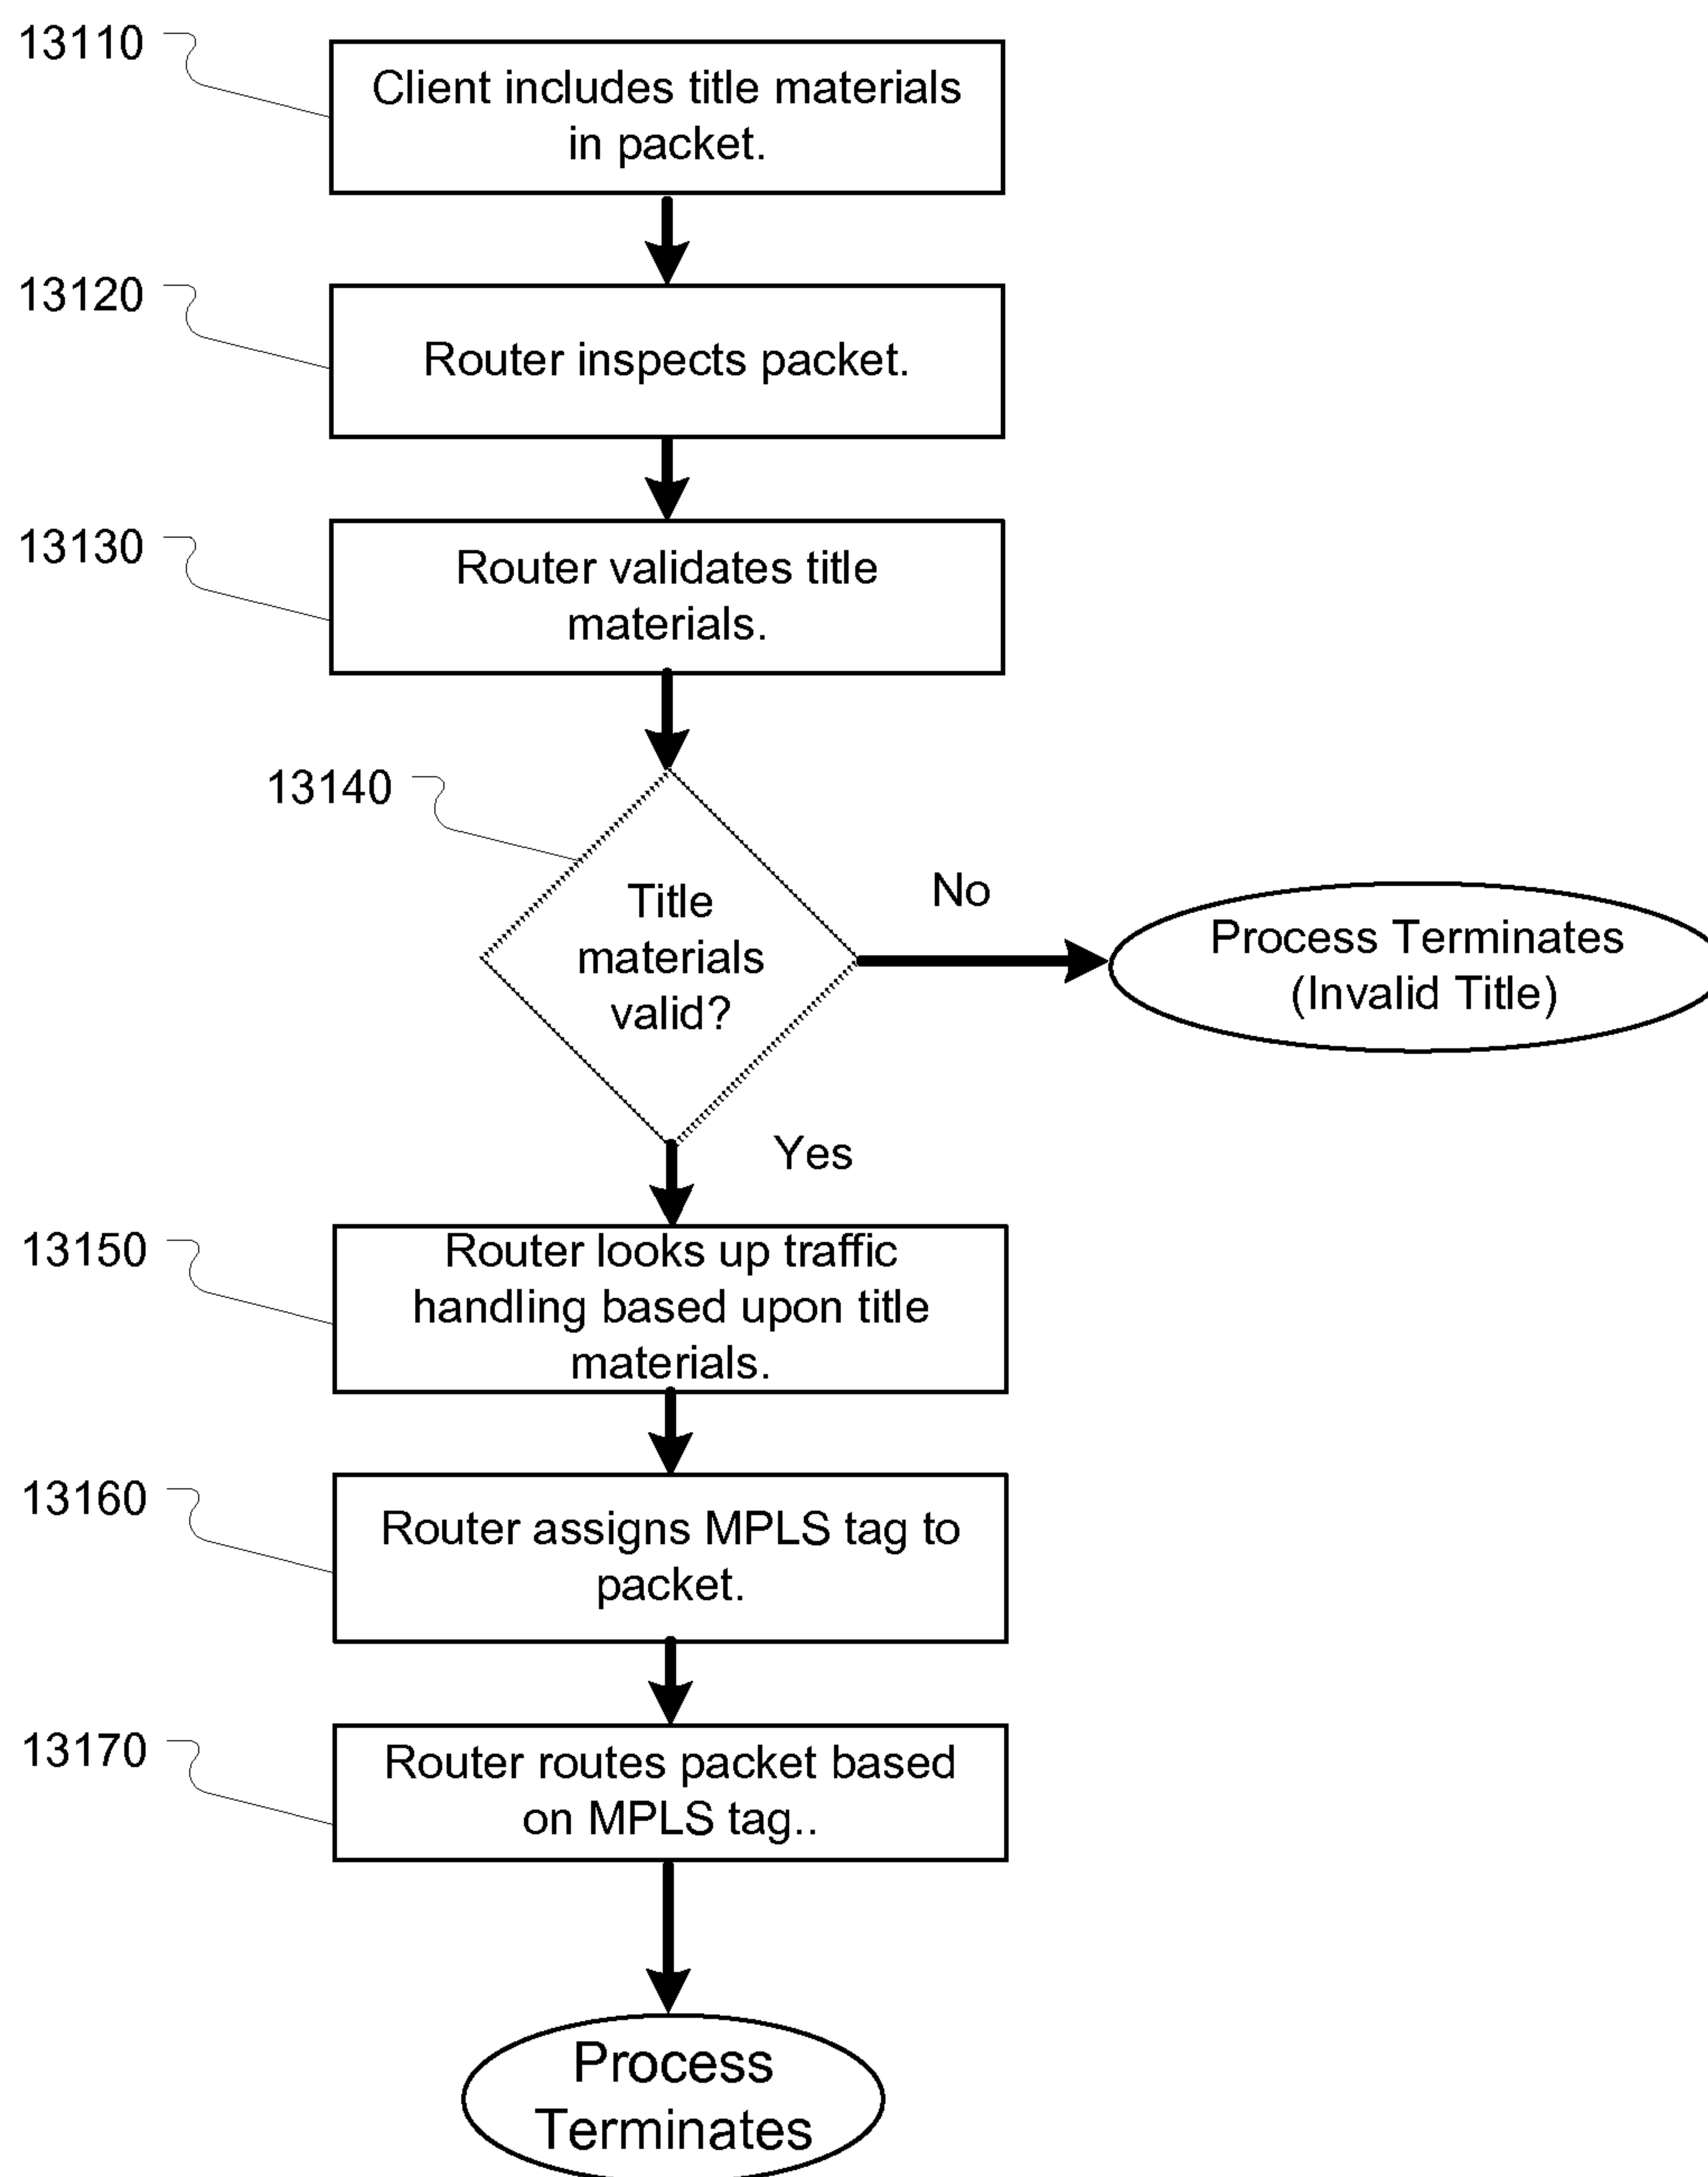 13110
Client includes title materials
in packet.
13120
Router inspects packet.
13130
Router validates title
materials.
13140
Title
materials
valid?
No
Process Terminates
(Invalid Title)
Yes
13150
Router looks up traffic
handling based upon title
materials.
13160
Router assigns MPLS tag to
packet.
13170
Router routes packet based
on MPLS tag..
Process
Terminates